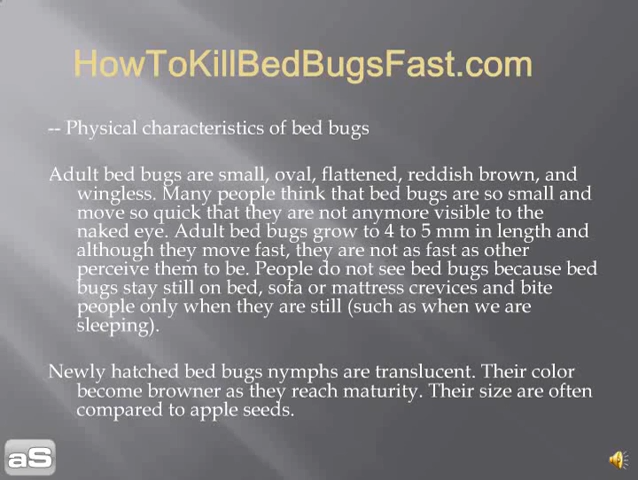 HowToKillBedBugsFast.com
-- Physical characteristics of bed bugs
Adult bed bugs are small, oval, flattened, reddish brown, and
wingless. Many people think that bed bugs are so small and
move so quick that they are not anymore visible to the
naked eye. Adult bed bugs grow to 4 to 5 mm in length and
although they move fast, they are not as fast as other
perceive them to be. People do not see bed bugs because bed
bugs stay still on bed, sofa or mattress crevices and bite
people only when they are still (such as when we are
sleeping).
Newly hatched bed bugs nymphs are translucent. Their color
become browner as they reach maturity. Their size are often
compared to apple seeds.
aS